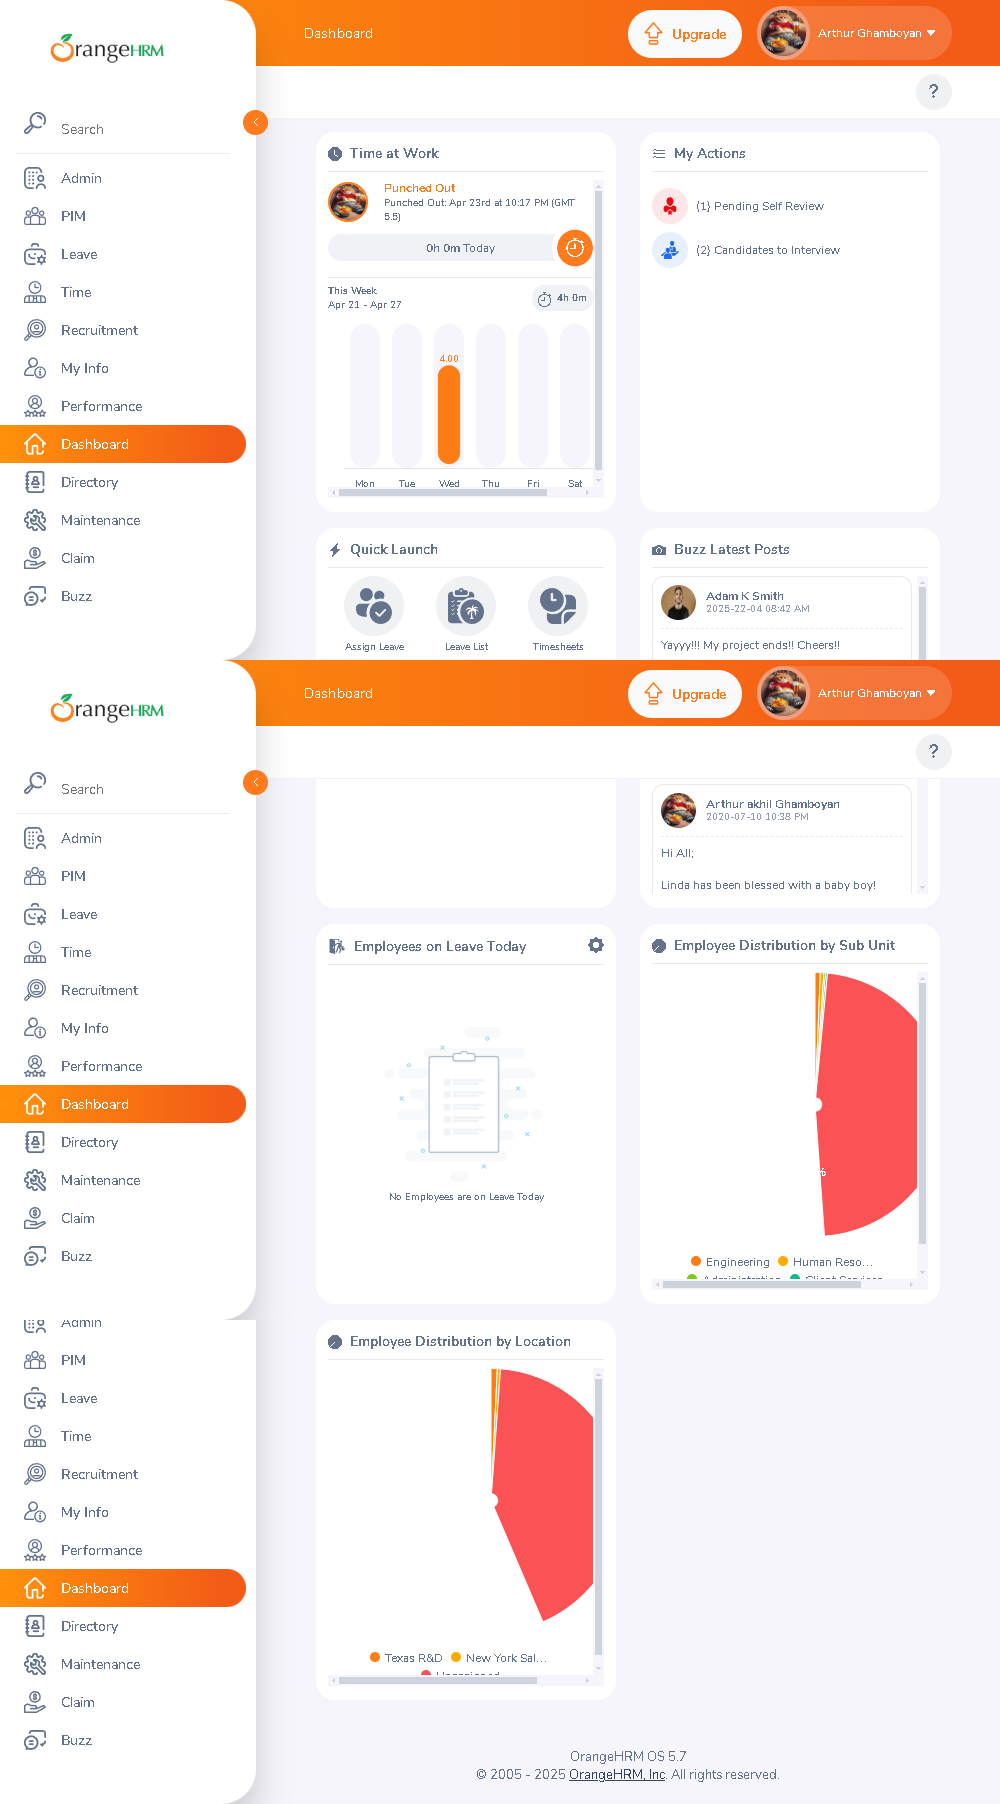 OrangeHRM
Dashboard
Upgrade
Arthur Ghamboyan
?
Search
Admin
PIM
Leave
Time
Recruitment
My Info
Performance
Dashboard
Directory
Maintenance
Claim
Buzz
Time at Work
Punched Out
Punched Out: Apr 23rd at 10:17 PM (GMT
5.5)
0h 0m Today
This Week
Apr 21 - Apr 27
4h 0m
4.00
Mon Tue Wed Thu Fri Sat
My Actions
(1) Pending Self Review
(2) Candidates to Interview
Quick Launch
Assign Leave
Leave List
Timesheets
Buzz Latest Posts
Adam K Smith
2025-22-04 08:42 AM
Yayyy!!! My project ends!! Cheers!!
OrangeHRM
Dashboard
Upgrade
Arthur Ghamboyan
?
Search
Admin
PIM
Leave
Time
Recruitment
My Info
Performance
Dashboard
Directory
Maintenance
Claim
Buzz
Arthur akhil Ghamboyan
2020-07-10 10:38 PM
Hi All;
Linda has been blessed with a baby boy!
Employees on Leave Today
No Employees are on Leave Today
Employee Distribution by Sub Unit
%
Engineering
Human Reso...
Administration
Client Services
Admin
PIM
Leave
Time
Recruitment
My Info
Performance
Dashboard
Directory
Maintenance
Claim
Buzz
Employee Distribution by Location
Texas R&D
New York Sal...
Unassigned
OrangeHRM OS 5.7
© 2005 - 2025 OrangeHRM, Inc. All rights reserved.